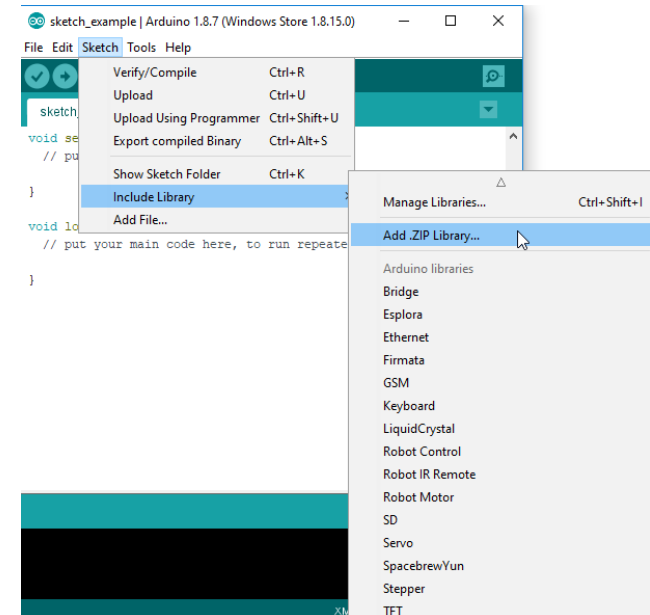 sketch_example | Arduino 1.8.7 (Windows Store 1.8.15.0)
File Edit Sketch Tools Help
Verify/Compile Ctrl+R
Upload Ctrl+U
Upload Using Programmer Ctrl+Shift+U
Export compiled Binary Ctrl+Alt+S
Show Sketch Folder Ctrl+K
Include Library
Add File...
sketch_
void se
// pu
}
void lo
// put your main code here, to run repeate
}
Manage Libraries... Ctrl+Shift+I
Add .ZIP Library...
Arduino libraries
Bridge
Esplora
Ethernet
Firmata
GSM
Keyboard
LiquidCrystal
Robot Control
Robot IR Remote
Robot Motor
SD
Servo
SpacebrewYun
Stepper
TFT